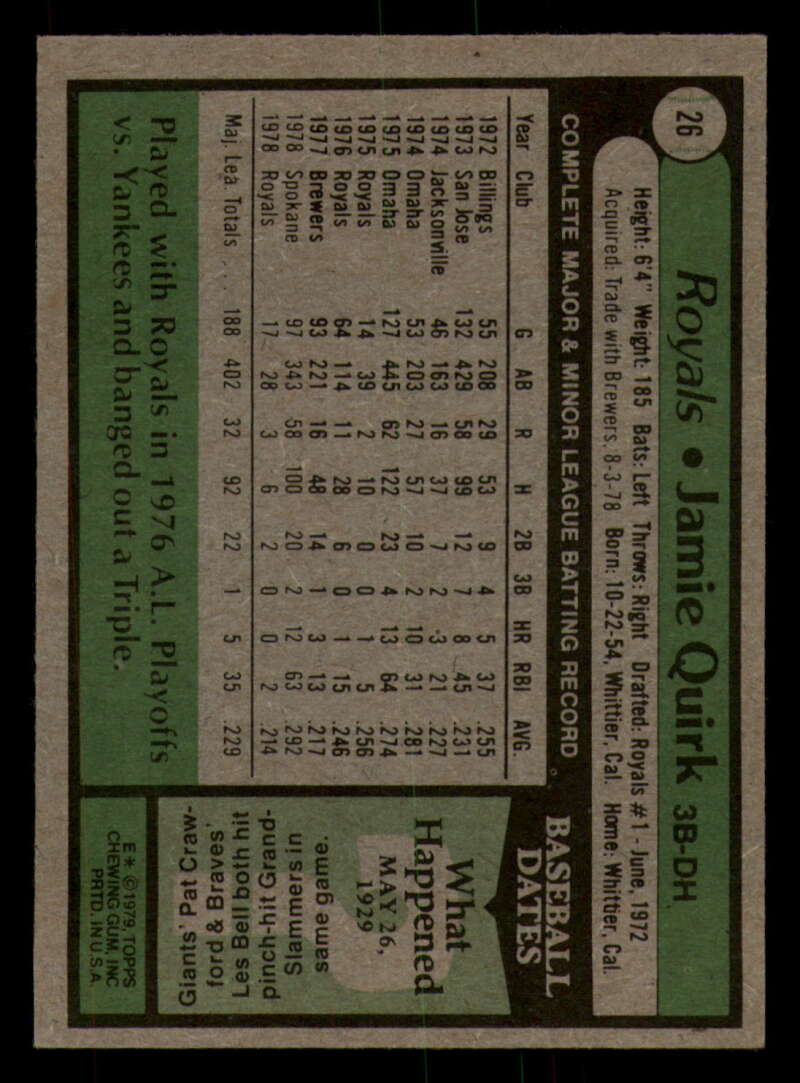 26
Royals • Jamie Quirk 3B-DH
Height: 6'4" Weight: 185 Bats: Left Throws: Right Drafted: Royals #1 - June, 1972
Acquired: Trade with Brewers, 8-3-78 Born: 10-22-54, Whittier, Cal. Home: Whittier, Cal.
COMPLETE MAJOR & MINOR LEAGUE BATTING RECORD
Year Club G AB R H 2B 3B HR RBI AVG.
1972 Billings 55 208 29 53 9 4 5 37 .255
1973 San Jose 132 429 58 99 12 7 8 45 .231
1974 Jacksonville 46 163 16 37 7 2 3 21 .227
1974 Omaha 53 203 27 57 10 2 10 31 .281
1975 Omaha 127 445 62 122 23 4 13 64 .274
1975 Royals 14 39 2 10 0 0 1 5 .256
1976 Royals 64 114 11 28 6 0 1 15 .246
1977 Brewers 93 221 16 48 14 1 3 13 .217
1978 Spokane 97 343 58 100 20 2 12 63 .292
1978 Royals 17 28 3 6 2 0 0 2 .214
Maj. Lea. Totals . . . 188 402 32 92 22 1 5 35 .229
Played with Royals in 1976 A.L. Playoffs
vs. Yankees and banged out a Triple.
BASEBALL
DATES
What
Happened
MAY 26,
1929
Giants' Pat Craw-
ford & Braves'
Les Bell both hit
pinch-hit Grand-
Slammers in
same game.
E* ©1979, TOPPS
CHEWING GUM, INC
PRTD. IN U.S.A.